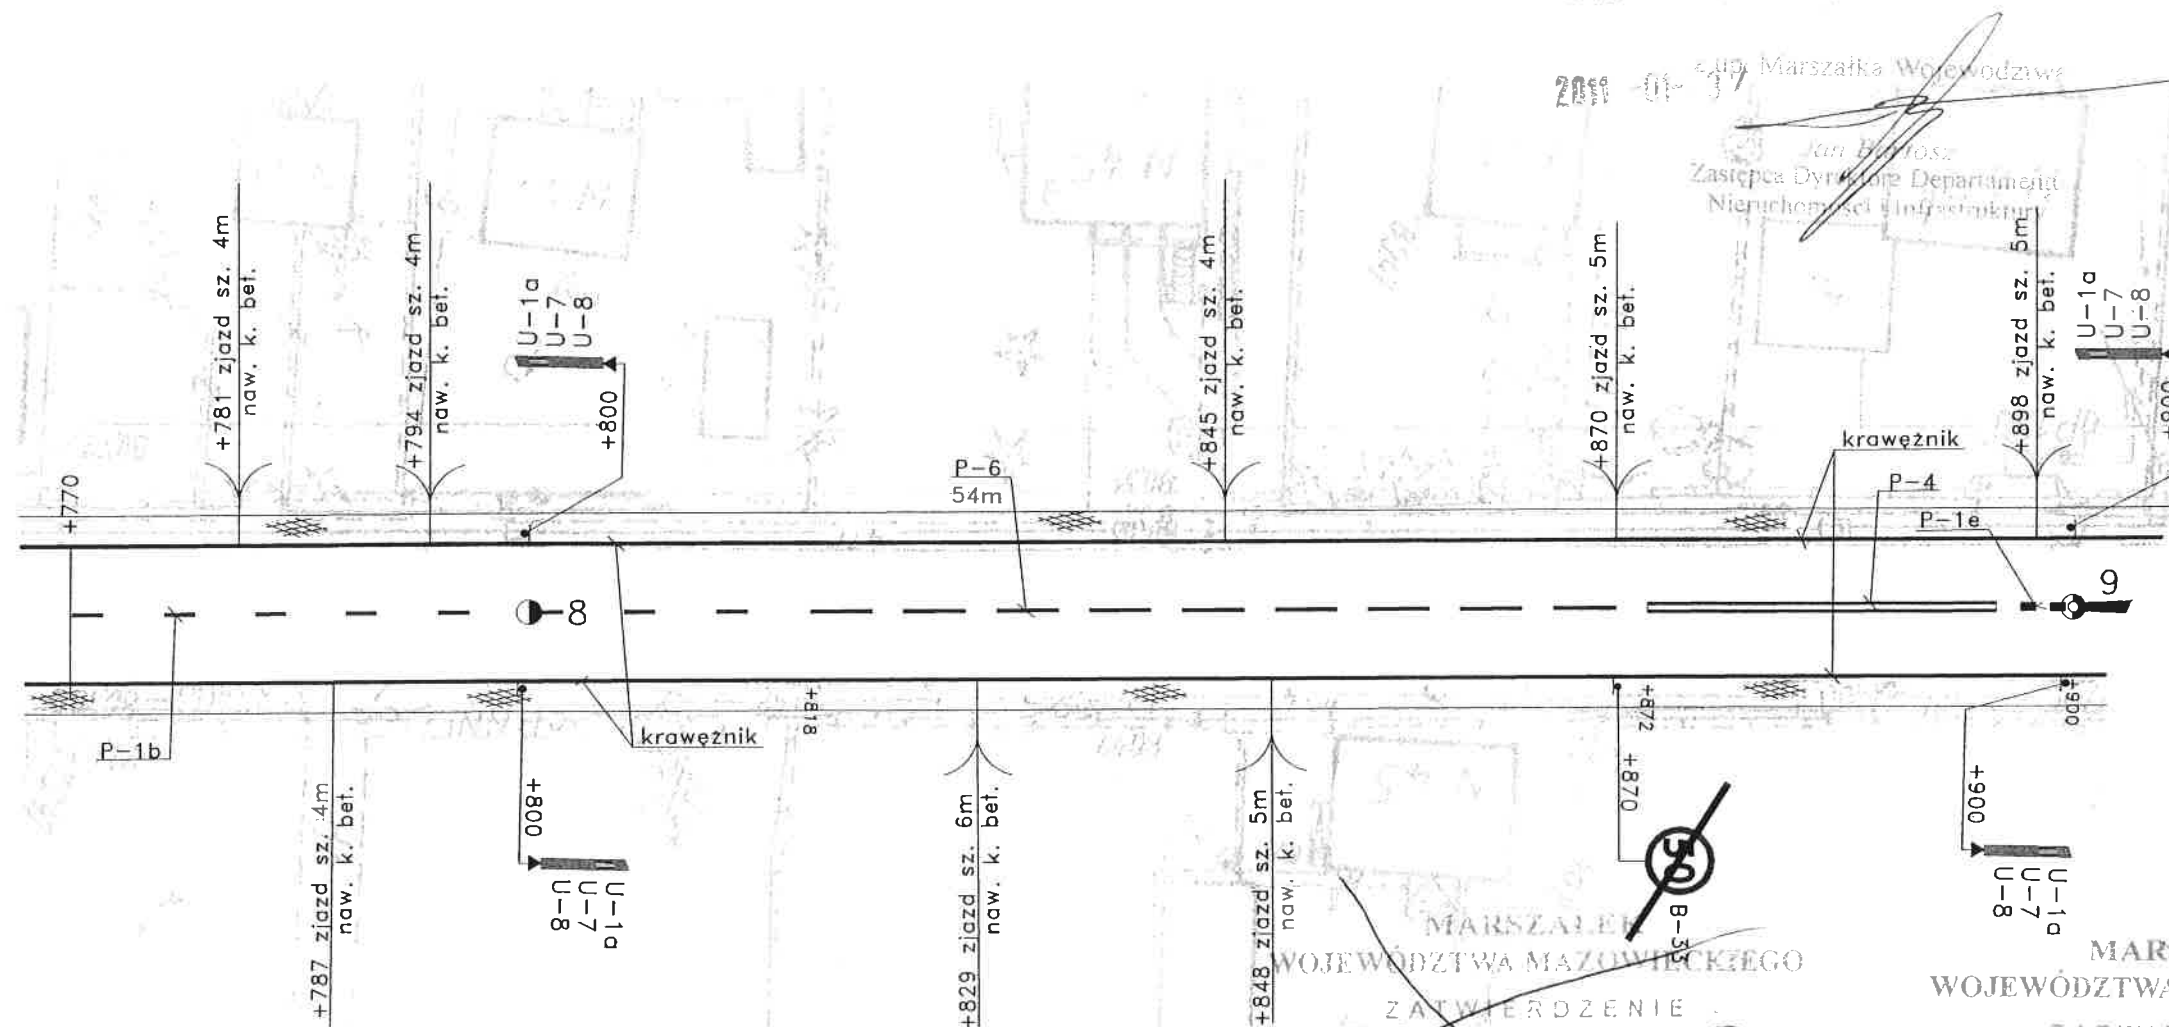 z up. Marszałka Województwa
Jan Bartosz
Zastępca Dyrektora Departamentu
Nieruchomości i Infrastruktury
+770
+781 zjazd sz. 4m
naw. k. bet.
+794 zjazd sz. 4m
naw. k. bet.
U-1a
U-7
U-8
+800
P-6
54m
+845 zjazd sz. 4m
naw. k. bet.
+870 zjazd sz. 5m
naw. k. bet.
krawężnik
P-4
P-1e
+898 zjazd sz. 5m
naw. k. bet.
U-1a
U-7
U-8
8
9
P-1b
+787 zjazd sz. 4m
naw. k. bet.
+800
U-1a
U-7
U-8
krawężnik
+818
+829 zjazd sz. 6m
naw. k. bet.
+848 zjazd sz. 5m
naw. k. bet.
+870
+872
50
B-33
+900
+900
U-1a
U-7
U-8
MARSZAŁEK
WOJEWÓDZTWA MAZOWIECKIEGO
ZATWIERDZENIE
MAR
WOJEWÓDZTWA